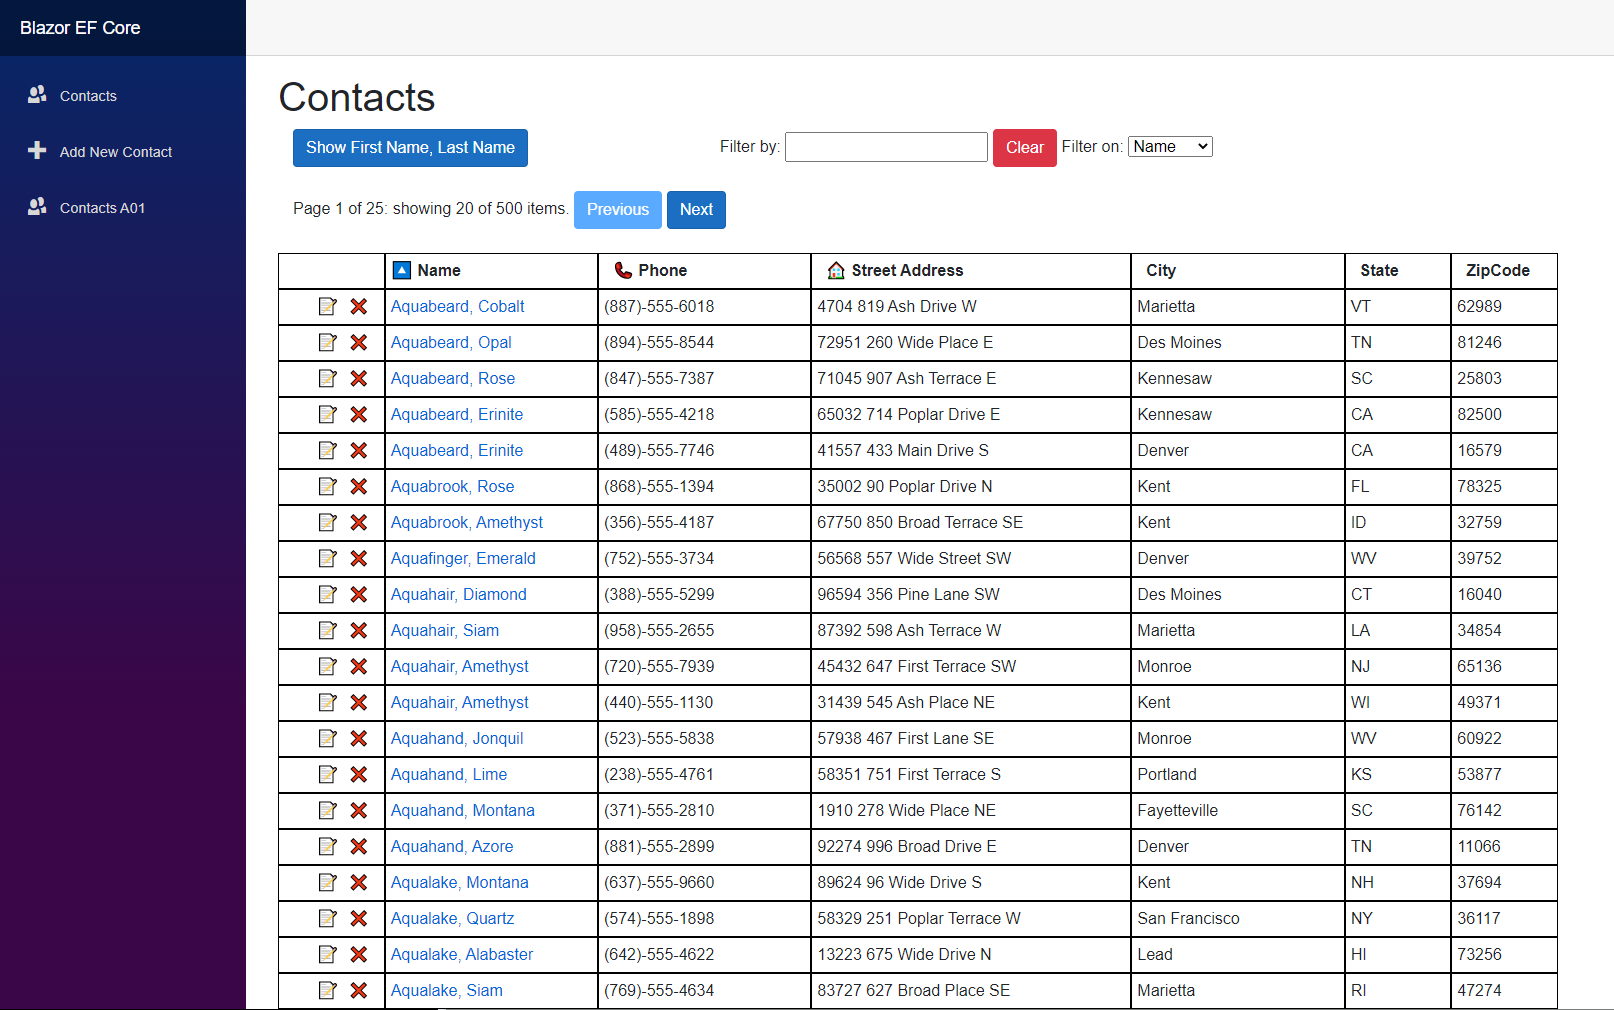 Blazor EF Core
Contacts
Add New Contact
Contacts A01
Contacts
Show First Name, Last Name Filter by: Clear Filter on: Name
Page 1 of 25: showing 20 of 500 items. Previous Next
Name Phone Street Address City State ZipCode
Aquabeard, Cobalt (887)-555-6018 4704 819 Ash Drive W Marietta VT 62989
Aquabeard, Opal (894)-555-8544 72951 260 Wide Place E Des Moines TN 81246
Aquabeard, Rose (847)-555-7387 71045 907 Ash Terrace E Kennesaw SC 25803
Aquabeard, Erinite (585)-555-4218 65032 714 Poplar Drive E Kennesaw CA 82500
Aquabeard, Erinite (489)-555-7746 41557 433 Main Drive S Denver CA 16579
Aquabrook, Rose (868)-555-1394 35002 90 Poplar Drive N Kent FL 78325
Aquabrook, Amethyst (356)-555-4187 67750 850 Broad Terrace SE Kent ID 32759
Aquafinger, Emerald (752)-555-3734 56568 557 Wide Street SW Denver WV 39752
Aquahair, Diamond (388)-555-5299 96594 356 Pine Lane SW Des Moines CT 16040
Aquahair, Siam (958)-555-2655 87392 598 Ash Terrace W Marietta LA 34854
Aquahair, Amethyst (720)-555-7939 45432 647 First Terrace SW Monroe NJ 65136
Aquahair, Amethyst (440)-555-1130 31439 545 Ash Place NE Kent WI 49371
Aquahand, Jonquil (523)-555-5838 57938 467 First Lane SE Monroe WV 60922
Aquahand, Lime (238)-555-4761 58351 751 First Terrace S Portland KS 53877
Aquahand, Montana (371)-555-2810 1910 278 Wide Place NE Fayetteville SC 76142
Aquahand, Azore (881)-555-2899 92274 996 Broad Drive E Denver TN 11066
Aqualake, Montana (637)-555-9660 89624 96 Wide Drive S Kent NH 37694
Aqualake, Quartz (574)-555-1898 58329 251 Poplar Terrace W San Francisco NY 36117
Aqualake, Alabaster (642)-555-4622 13223 675 Wide Drive N Lead HI 73256
Aqualake, Siam (769)-555-4634 83727 627 Broad Place SE Marietta RI 47274